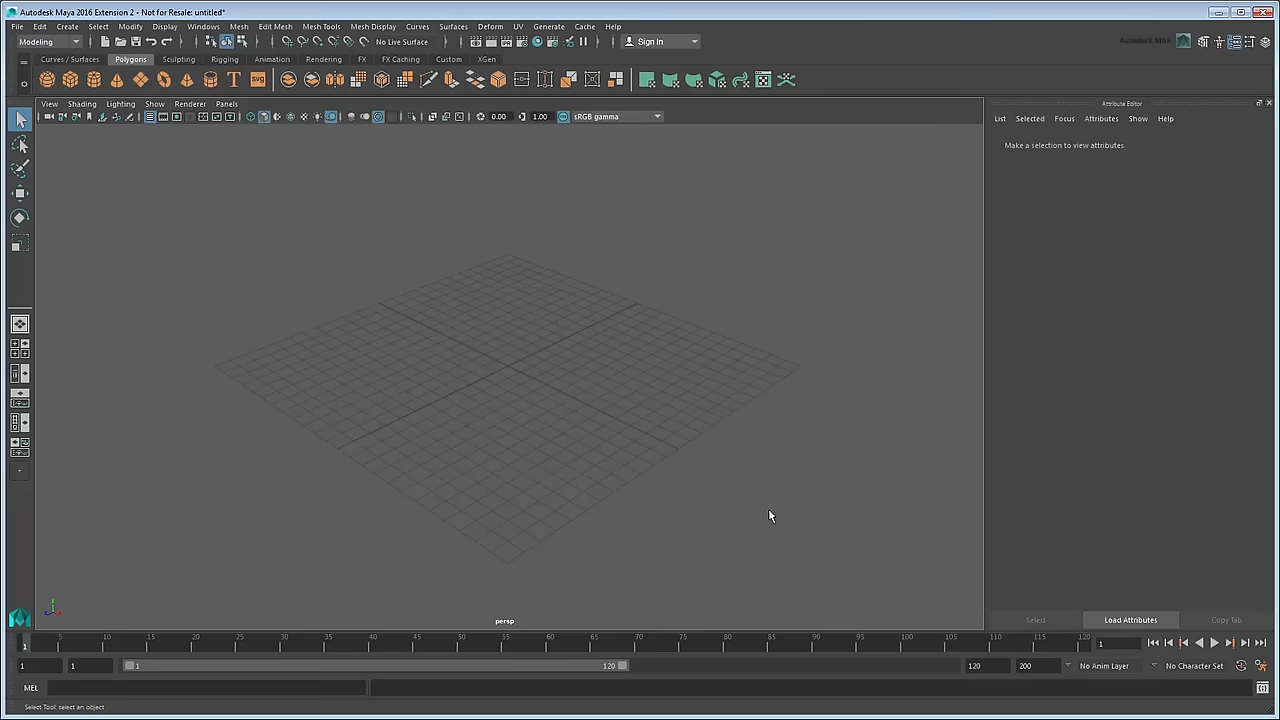 Autodesk Maya 2016 Extension 2 - Not for Resale: untitled*
File Edit Create Select Modify Display Windows Mesh Edit Mesh Mesh Tools Mesh Display Curves Surfaces Deform UV Generate Cache Help
Modeling No Live Surface Sign In
Curves / Surfaces Polygons Sculpting Rigging Animation Rendering FX FX Caching Custom XGen
T SVG
View Shading Lighting Show Renderer Panels
0.00 1.00 sRGB gamma
Attribute Editor
List Selected Focus Attributes Show Help
Make a selection to view attributes
persp
Select Load Attributes Copy Tab
1 5 10 15 20 25 30 35 40 45 50 55 60 65 70 75 80 85 90 95 100 105 110 115 120 1
1 1 1 120 120 200 No Anim Layer No Character Set
MEL
Select Tool: select an object